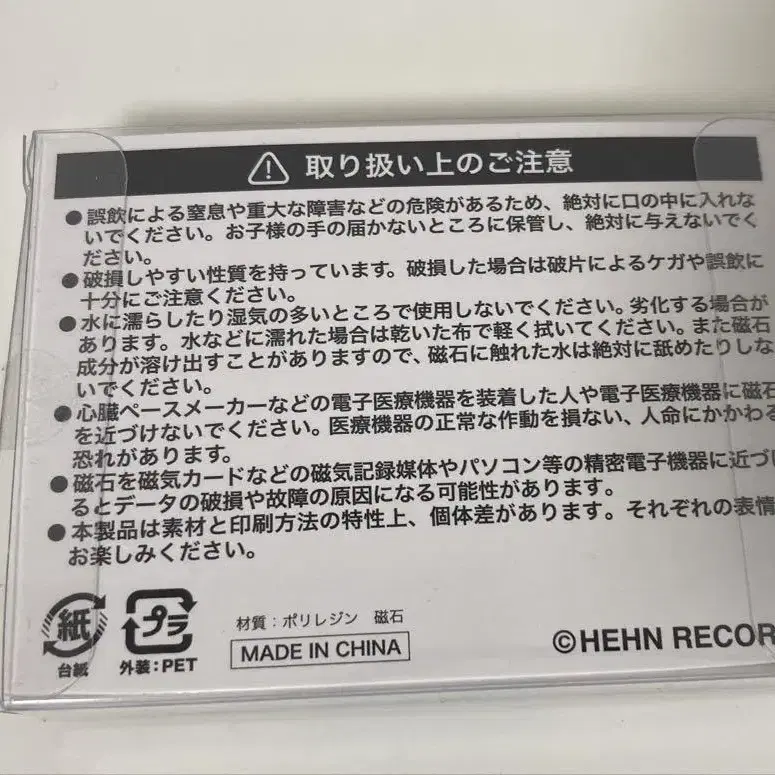 取り扱い上のご注意
●誤飲による窒息や重大な障害などの危険があるため、絶対に口の中に入れな
いでください。お子様の手の届かないところに保管し、絶対に与えないでく
ださい。
●破損しやすい性質を持っています。破損した場合は破片によるケガや誤飲に
十分にご注意ください。
●水に濡らしたり湿気の多いところで使用しないでください。劣化する場合が
あります。水などに濡れた場合は乾いた布で軽く拭いてください。また磁石
成分が溶け出すことがありますので、磁石に触れた水は絶対に舐めたりしな
いでください。
●心臓ペースメーカーなどの電子医療機器を装着した人や電子医療機器に磁石
を近づけないでください。医療機器の正常な作動を損ない、人命にかかわる
恐れがあります。
●磁石を磁気カードなどの磁気記録媒体やパソコン等の精密電子機器に近づけ
るとデータの破損や故障の原因になる可能性があります。
●本製品は素材と印刷方法の特性上、個体差があります。それぞれの表情
お楽しみください。
紙
台紙
プラ
外装:PET
材質:ポリレジン 磁石
MADE IN CHINA
©HEHN RECOR